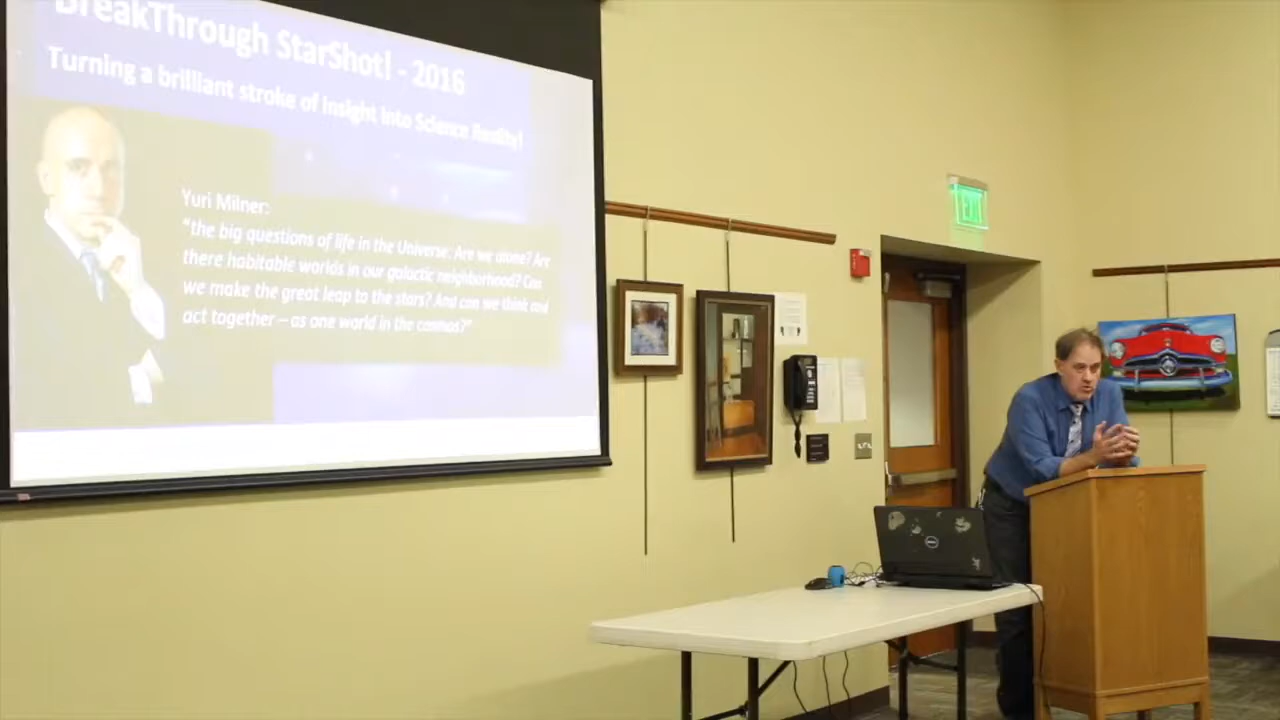 BreakThrough StarShot! - 2016
Turning a brilliant stroke of insight into Science Reality!
Yuri Milner:
"the big questions of life in the Universe. Are we alone? Are
there habitable worlds in our galactic neighborhood? Can
we make the great leap to the stars? And can we think and
act together – as one world in the cosmos?"
EXIT
DELL